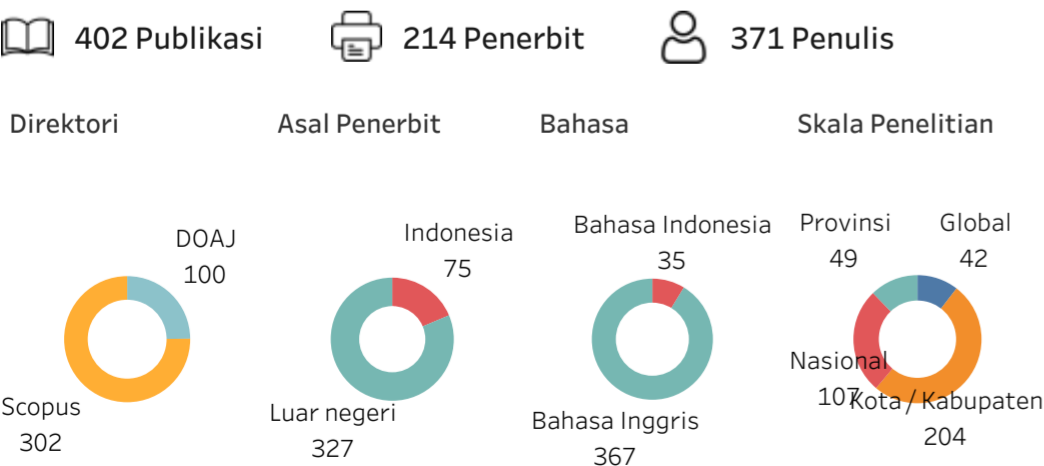 402 Publikasi
214 Penerbit
371 Penulis
Direktori
Asal Penerbit
Bahasa
Skala Penelitian
DOAJ
100
Scopus
302
Indonesia
75
Luar negeri
327
Bahasa Indonesia
35
Bahasa Inggris
367
Provinsi
49
Global
42
Nasional
107
Kota / Kabupaten
204